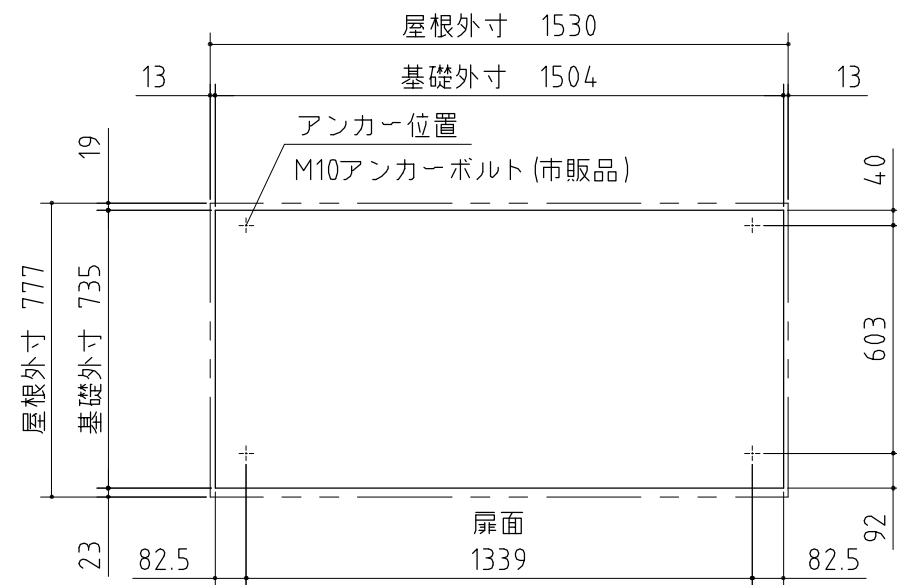 屋根外寸 1530
13
基礎外寸 1504
13
アンカー位置
M10アンカーボルト(市販品)
19
40
屋根外寸 777
基礎外寸 735
603
扉面
23
82.5
1339
82.5
92